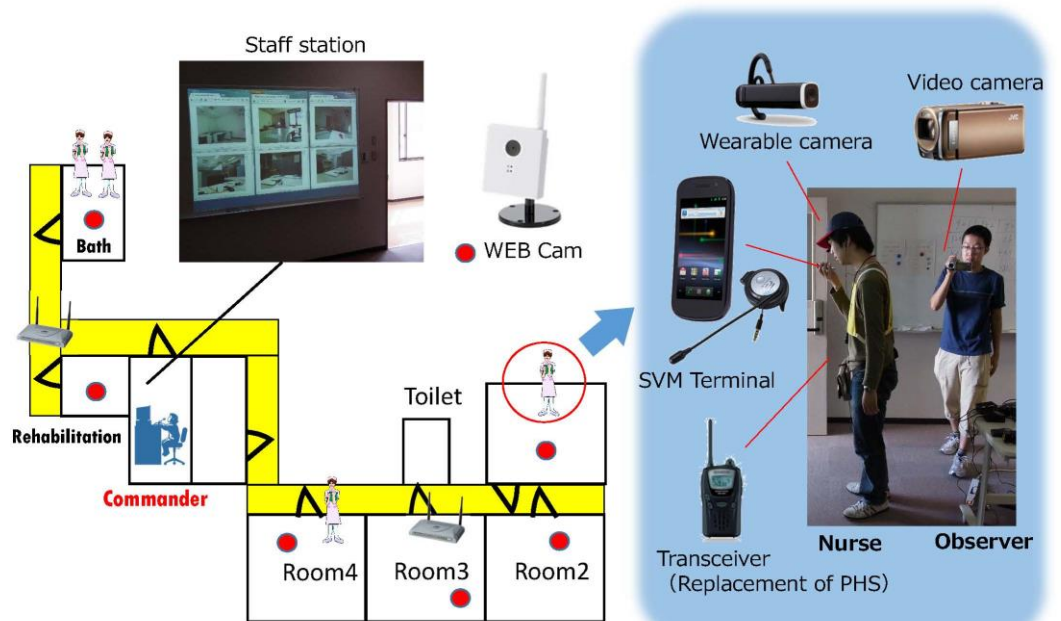 Staff station
WEB Cam
Bath
Rehabilitation
Commander
Toilet
Room4
Room3
Room2
Wearable camera
Video camera
JVC
SVM Terminal
Transceiver
（Replacement of PHS）
Nurse
Observer